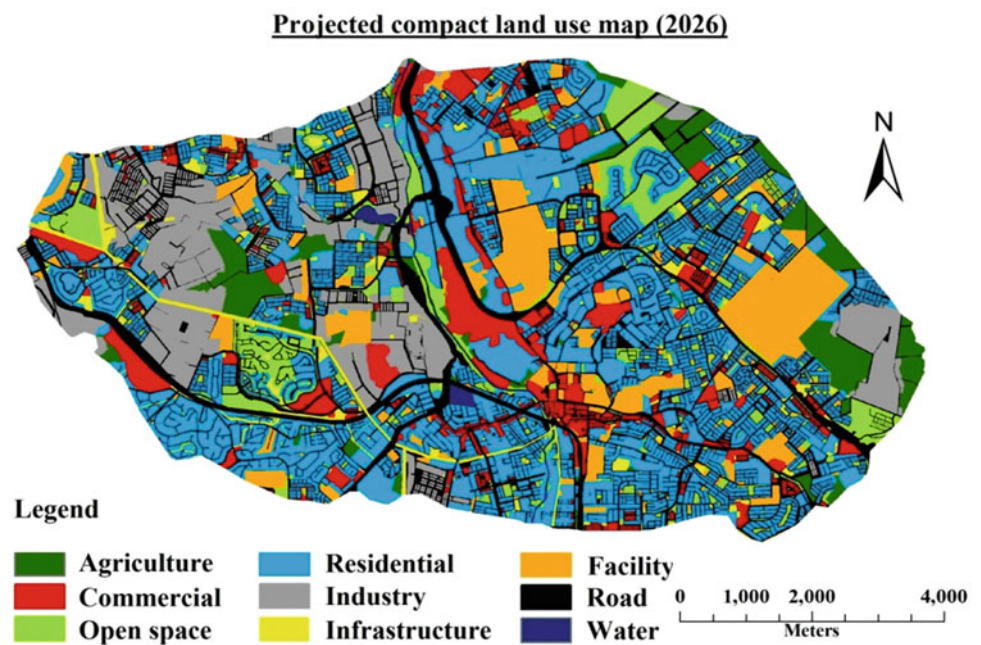 Projected compact land use map (2026)
N
Legend
Agriculture
Residential
Facility
Commercial
Industry
Road
Open space
Infrastructure
Water
0 1,000 2,000 4,000
Meters